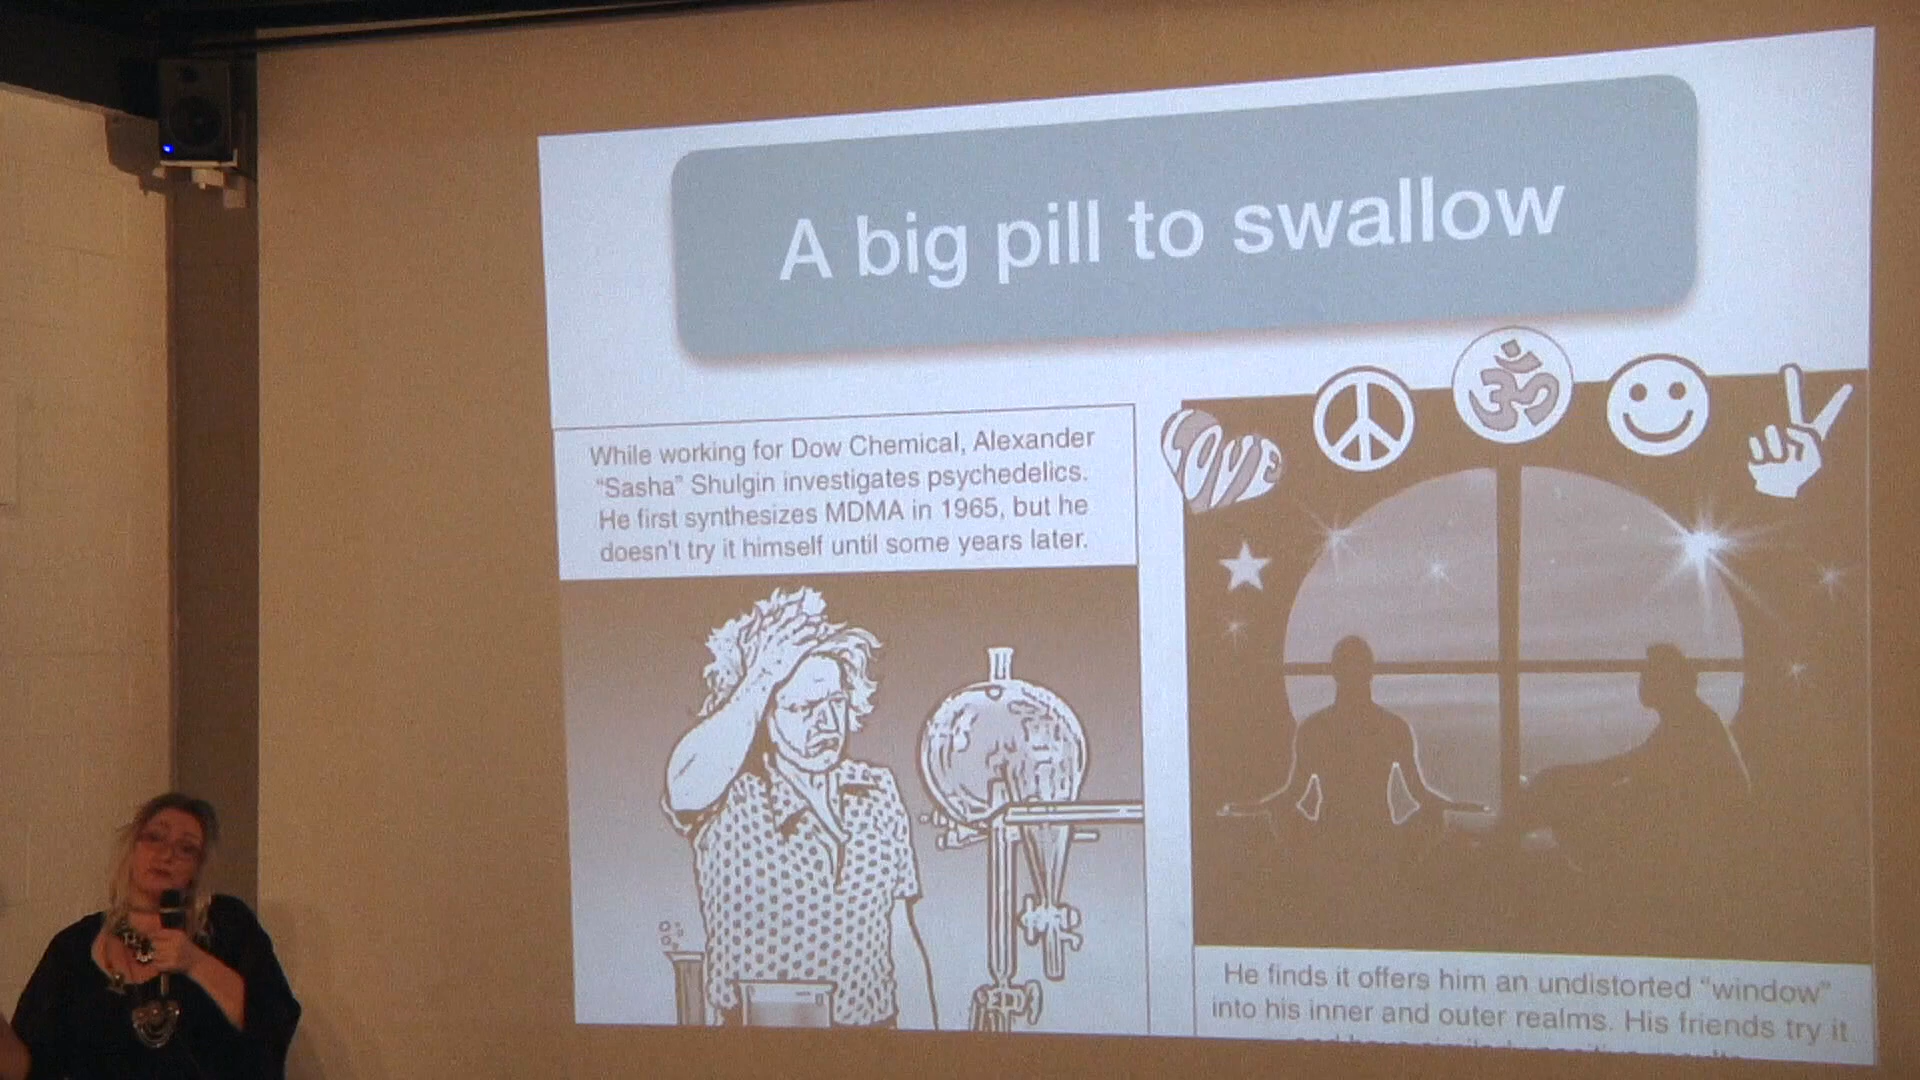 A big pill to swallow
While working for Dow Chemical, Alexander
“Sasha” Shulgin investigates psychedelics.
He first synthesizes MDMA in 1965, but he
doesn't try it himself until some years later.
LOVE
ॐ
He finds it offers him an undistorted “window”
into his inner and outer realms. His friends try it